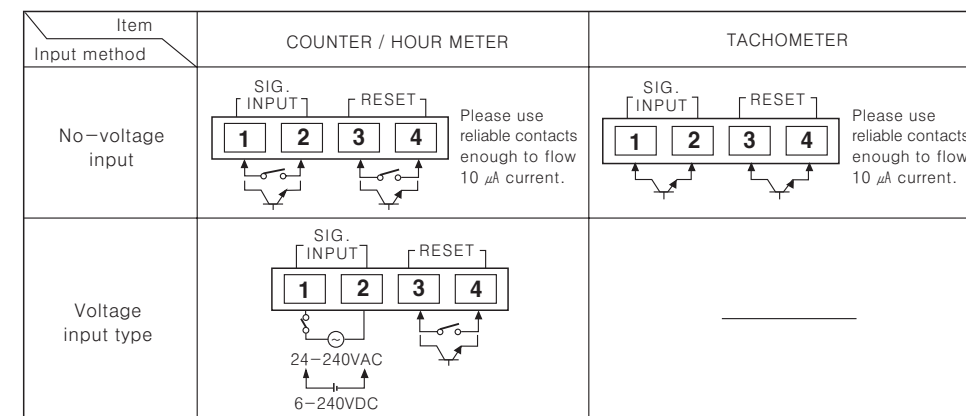 Item
Input method
COUNTER / HOUR METER
TACHOMETER
No-voltage
input
SIG.
INPUT
RESET
1 2 3 4
Please use
reliable contacts
enough to flow
10 ㎂ current.
SIG.
INPUT
RESET
1 2 3 4
Please use
reliable contacts
enough to flow
10 ㎂ current.
Voltage
input type
SIG.
INPUT
RESET
1 2 3 4
24-240VAC
6-240VDC